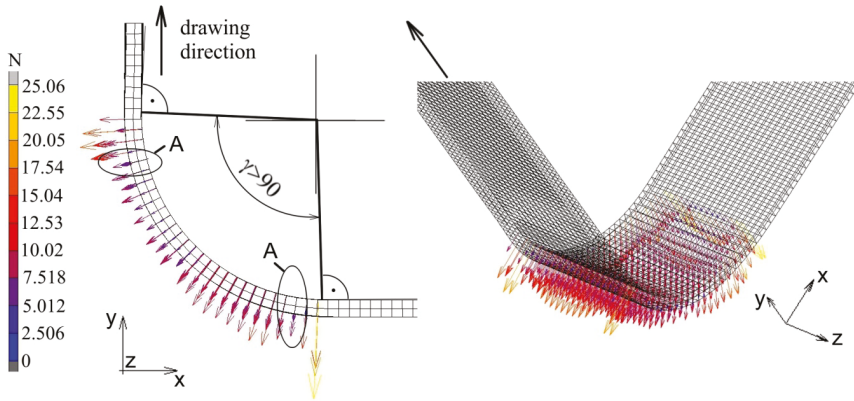 drawing
direction
N
25.06
22.55
20.05
17.54
15.04
12.53
10.02
7.518
5.012
2.506
0
A
γ>90
A
y
z
x
x
y
z